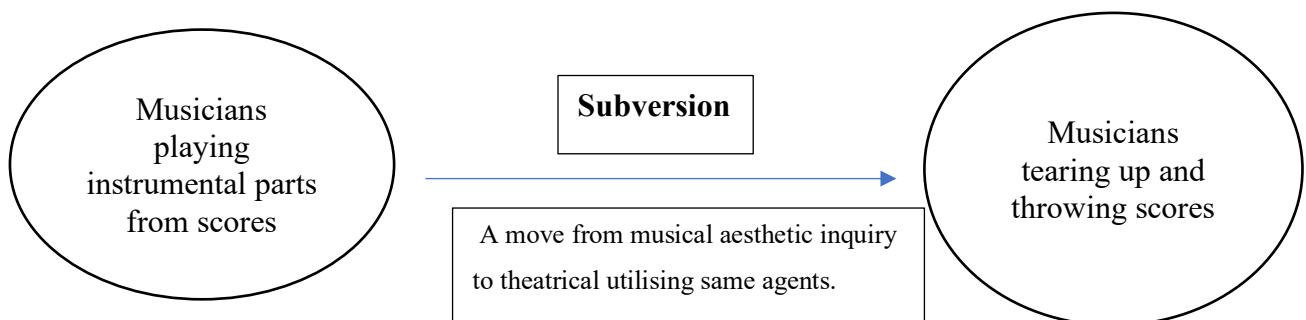 Musicians
playing
instrumental parts
from scores
Subversion
A move from musical aesthetic inquiry
to theatrical utilising same agents.
Musicians
tearing up and
throwing scores